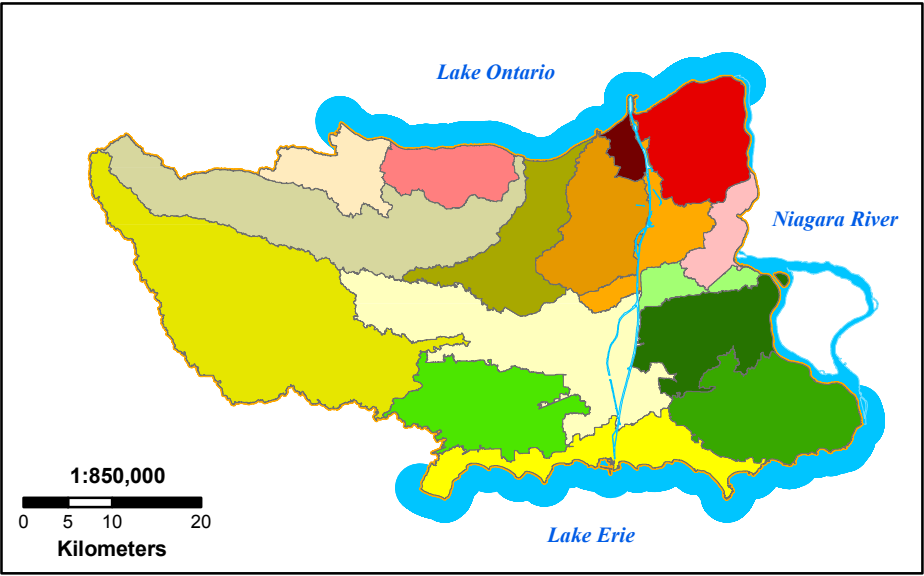 Lake Ontario
Niagara River
1:850,000
0 5 10 20
Kilometers
Lake Erie